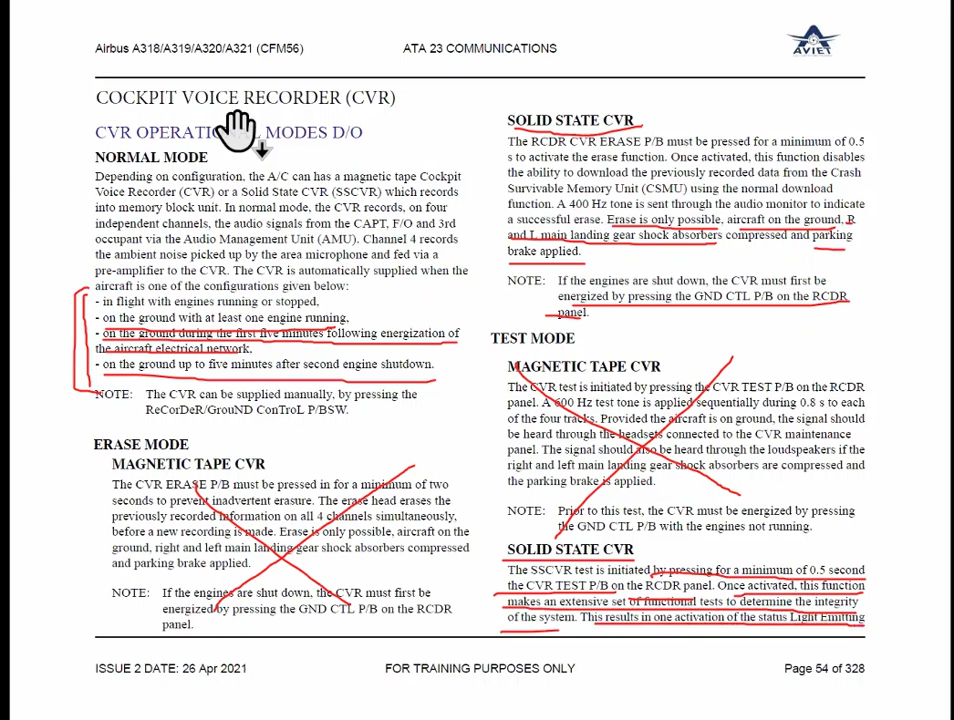 Airbus A318/A319/A320/A321 (CFM56)
ATA 23 COMMUNICATIONS
AVIET
COCKPIT VOICE RECORDER (CVR)
CVR OPERATIONAL MODES D/O
NORMAL MODE
Depending on configuration, the A/C can has a magnetic tape Cockpit
Voice Recorder (CVR) or a Solid State CVR (SSCVR) which records
into memory block unit. In normal mode, the CVR records, on four
independent channels, the audio signals from the CAPT, F/O and 3rd
occupant via the Audio Management Unit (AMU). Channel 4 records
the ambient noise picked up by the area microphone and fed via a
pre-amplifier to the CVR. The CVR is automatically supplied when the
aircraft is one of the configurations given below:
- in flight with engines running or stopped,
- on the ground with at least one engine running,
- on the ground during the first five minutes following energization of
the aircraft electrical network,
- on the ground up to five minutes after second engine shutdown.
NOTE: The CVR can be supplied manually, by pressing the
ReCorDeR/GrouND ConTroL P/BSW.
ERASE MODE
MAGNETIC TAPE CVR
The CVR ERASE P/B must be pressed in for a minimum of two
seconds to prevent inadvertent erasure. The erase head erases the
previously recorded information on all 4 channels simultaneously,
before a new recording is made. Erase is only possible, aircraft on the
ground, right and left main landing gear shock absorbers compressed
and parking brake applied.
NOTE: If the engines are shut down, the CVR must first be
energized by pressing the GND CTL P/B on the RCDR
panel.
SOLID STATE CVR
The RCDR CVR ERASE P/B must be pressed for a minimum of 0.5
s to activate the erase function. Once activated, this function disables
the ability to download the previously recorded data from the Crash
Survivable Memory Unit (CSMU) using the normal download
function. A 400 Hz tone is sent through the audio monitor to indicate
a successful erase. Erase is only possible, aircraft on the ground, R
and L main landing gear shock absorbers compressed and parking
brake applied.
NOTE: If the engines are shut down, the CVR must first be
energized by pressing the GND CTL P/B on the RCDR
panel.
TEST MODE
MAGNETIC TAPE CVR
The CVR test is initiated by pressing the CVR TEST P/B on the RCDR
panel. A 600 Hz test tone is applied sequentially during 0.8 s to each
of the four tracks. Provided the aircraft is on ground, the signal should
be heard through the headsets connected to the CVR maintenance
panel. The signal should also be heard through the loudspeakers if the
right and left main landing gear shock absorbers are compressed and
the parking brake is applied.
NOTE: Prior to this test, the CVR must be energized by pressing
the GND CTL P/B with the engines not running.
SOLID STATE CVR
The SSCVR test is initiated by pressing for a minimum of 0.5 second
the CVR TEST P/B on the RCDR panel. Once activated, this function
makes an extensive set of functional tests to determine the integrity
of the system. This results in one activation of the status Light Emitting
ISSUE 2 DATE: 26 Apr 2021
FOR TRAINING PURPOSES ONLY
Page 54 of 328